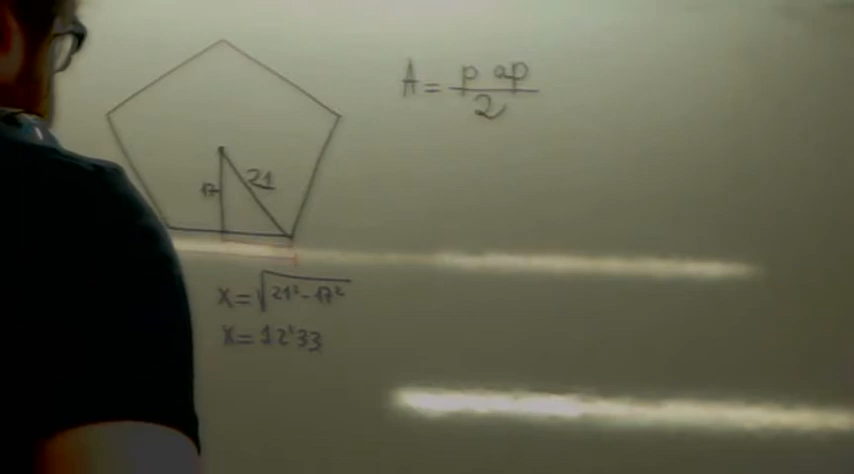 A = p ap / 2
17
21
x = √21² - 17²
x = 12'33